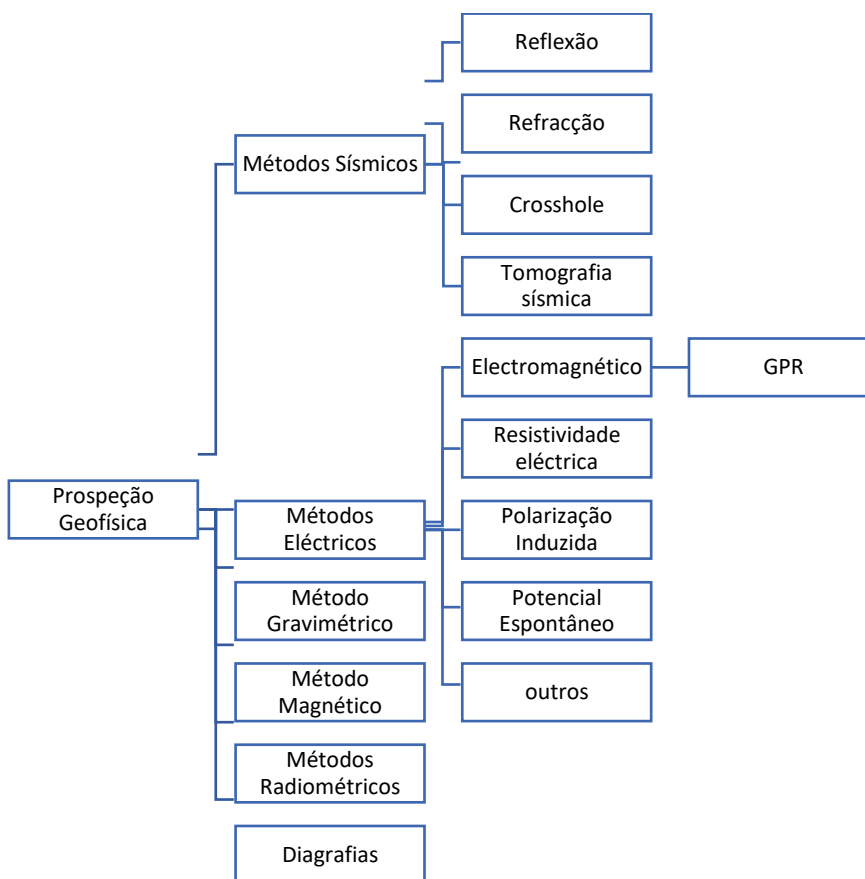 Reflexão
Refracção
Métodos Sísmicos
Crosshole
Tomografia
sísmica
Electromagnético
GPR
Resistividade
eléctrica
Prospeção
Geofísica
Métodos
Eléctricos
Polarização
Induzida
Método
Gravimétrico
Potencial
Espontâneo
Método
Magnético
outros
Métodos
Radiométricos
Diagrafias